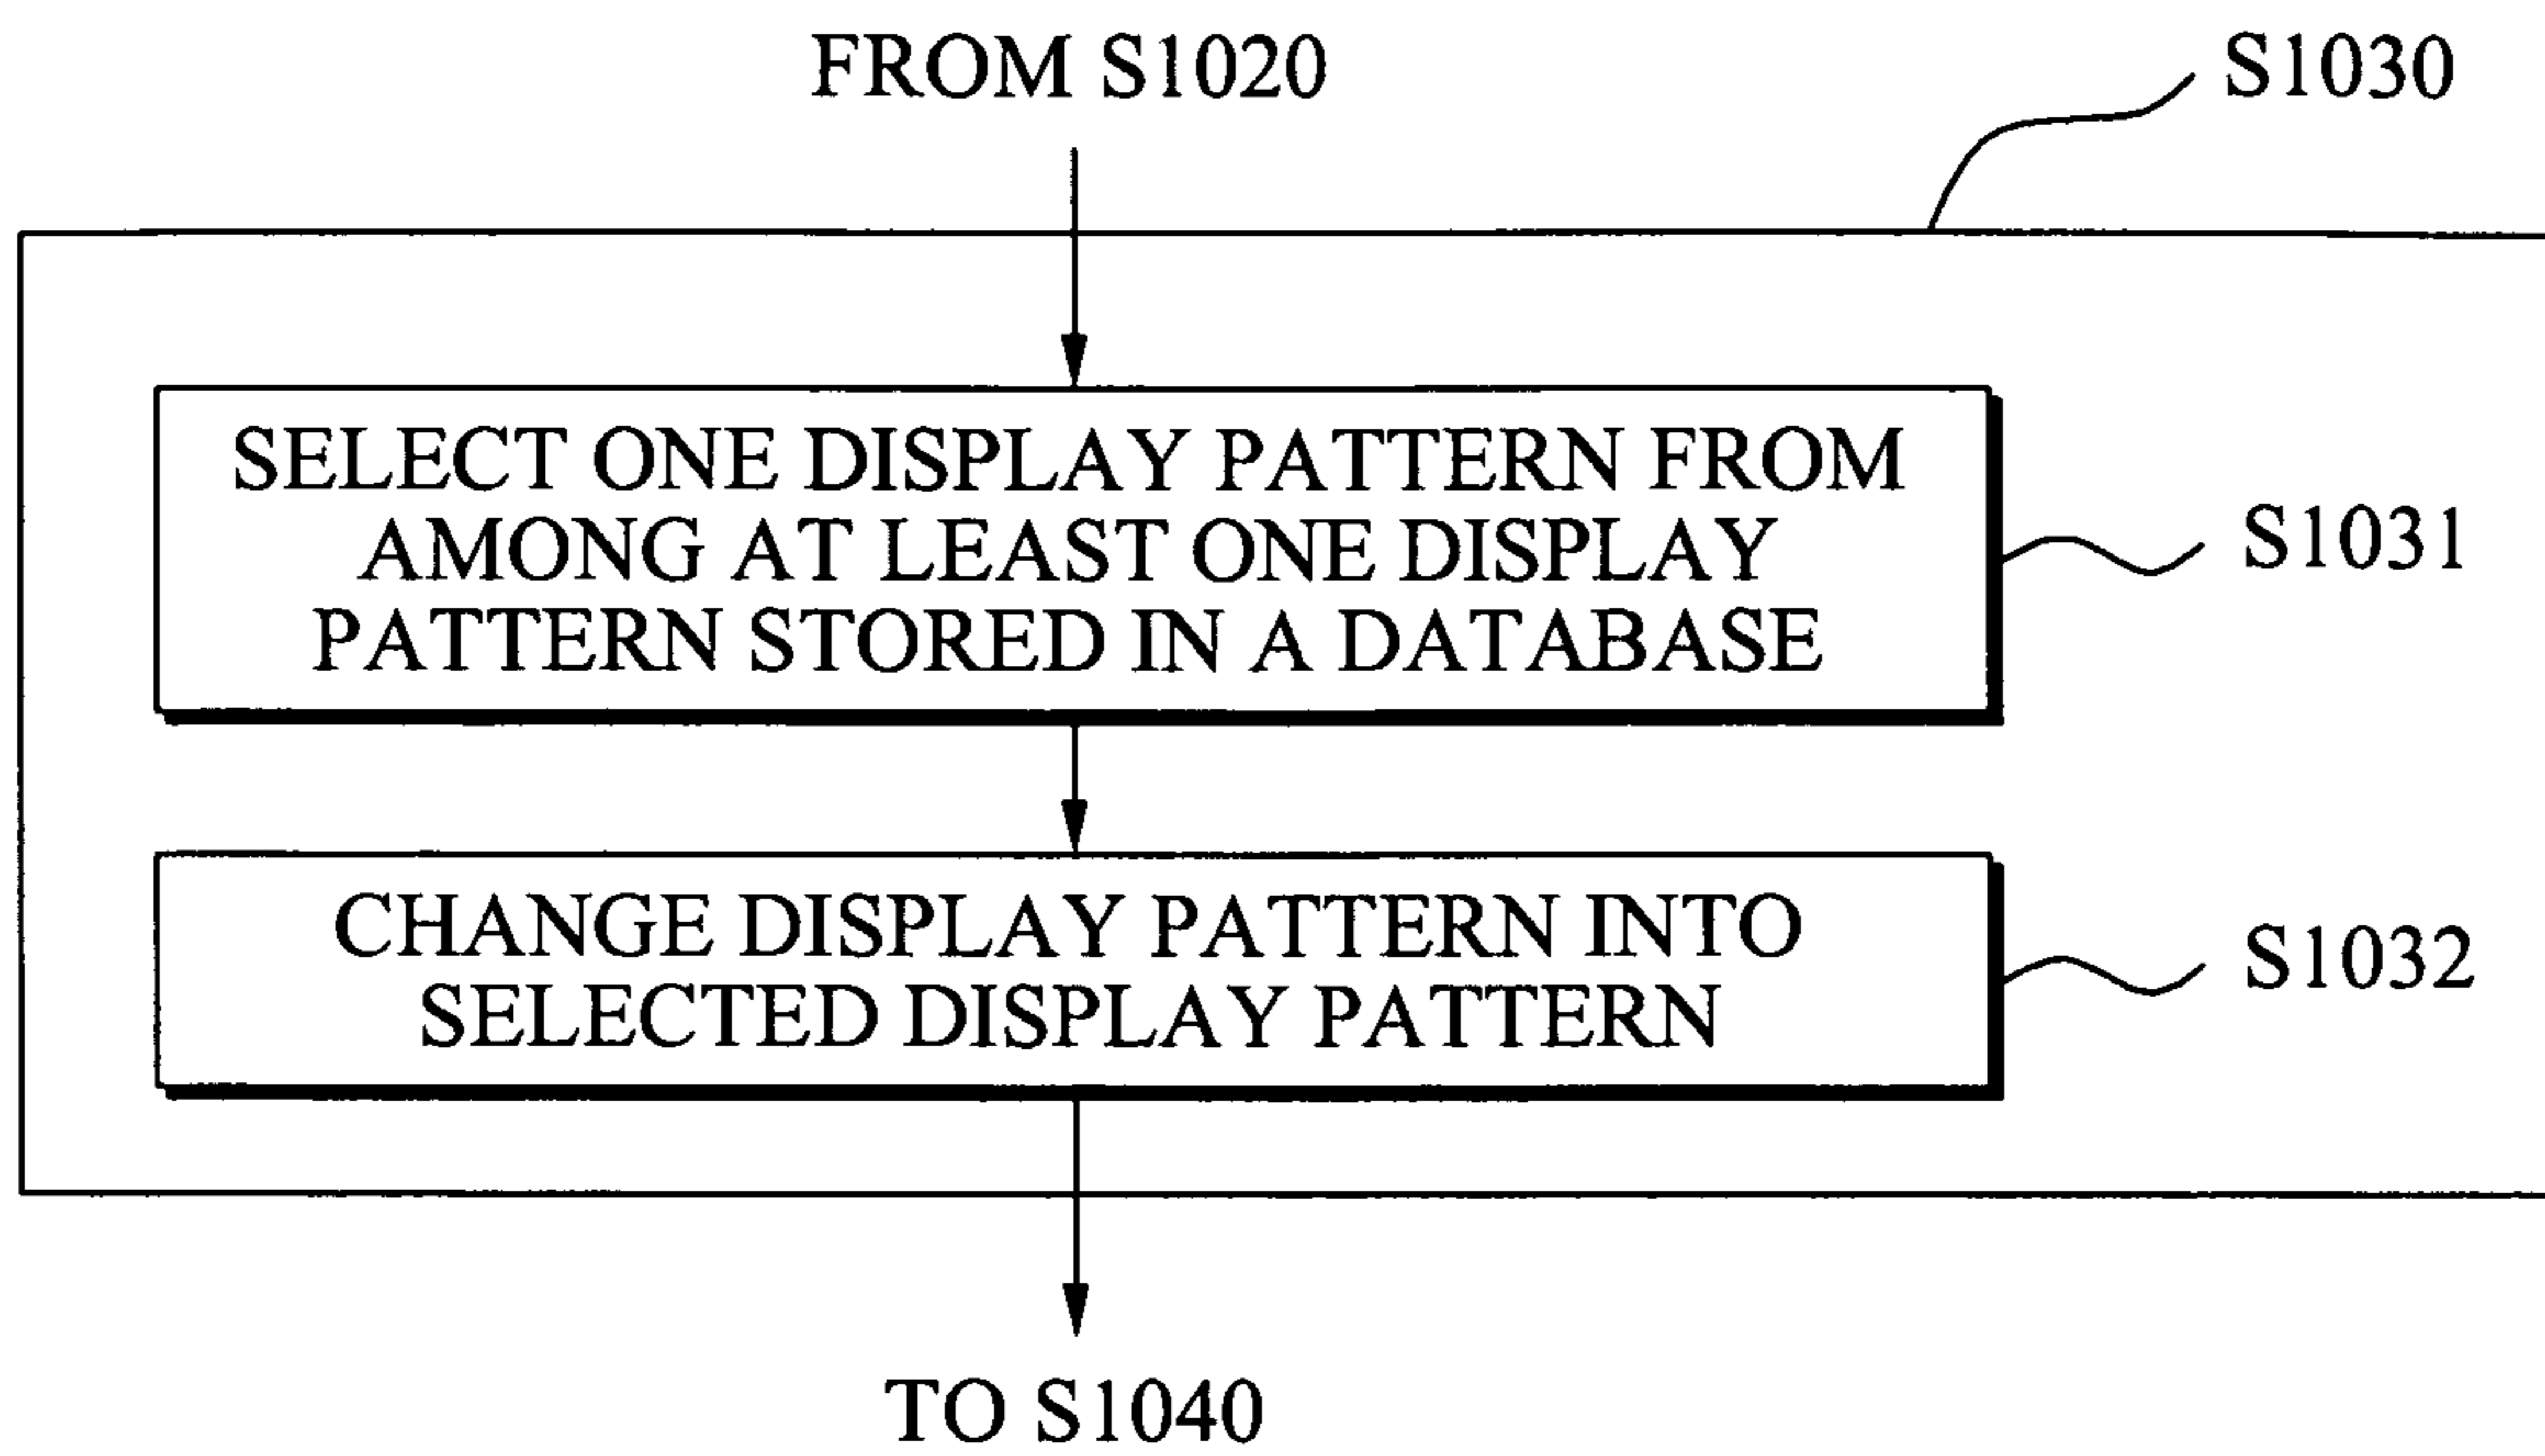 FROM S1020
S1030
SELECT ONE DISPLAY PATTERN FROM
AMONG AT LEAST ONE DISPLAY
PATTERN STORED IN A DATABASE
S1031
CHANGE DISPLAY PATTERN INTO
SELECTED DISPLAY PATTERN
S1032
TO S1040